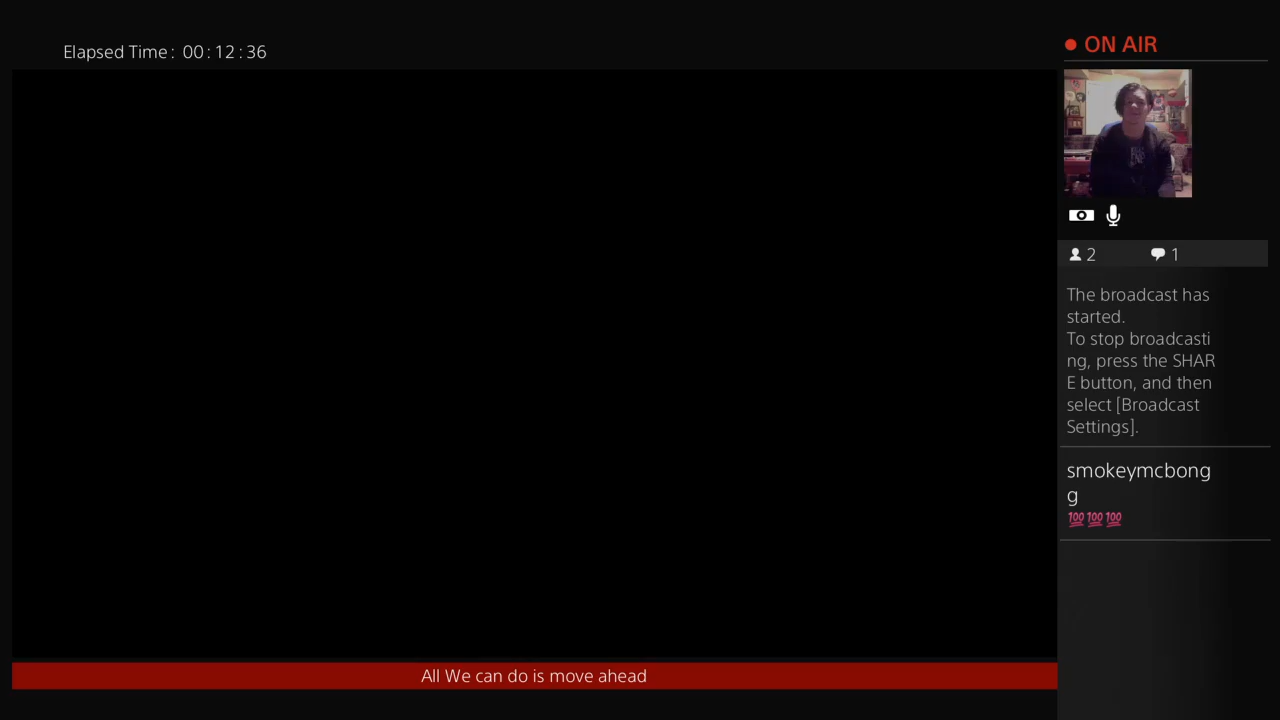 Elapsed Time: 00:12:36
ON AIR
2 1
The broadcast has
started.
To stop broadcasti
ng, press the SHAR
E button, and then
select [Broadcast
Settings].
smokeymcbong
g
💯💯💯
All We can do is move ahead